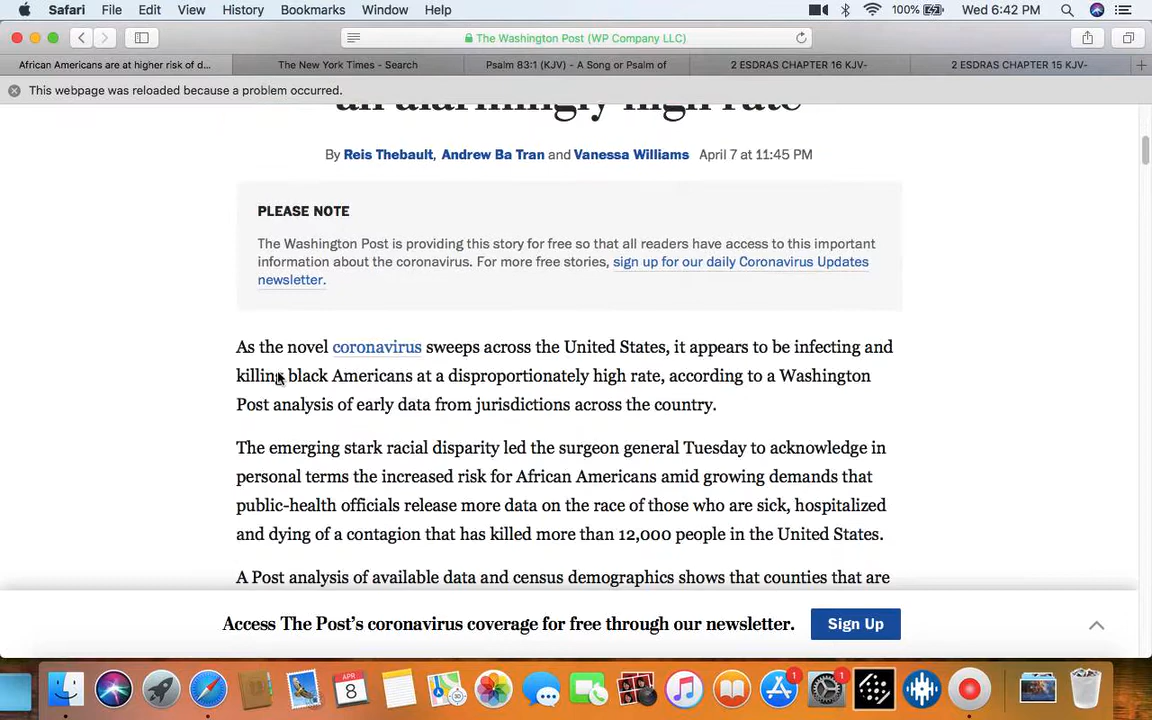 Safari File Edit View History Bookmarks Window Help 100% Wed 6:42 PM
The Washington Post (WP Company LLC)
African Americans are at higher risk of d... The New York Times - Search Psalm 83:1 (KJV) - A Song or Psalm of 2 ESDRAS CHAPTER 16 KJV- 2 ESDRAS CHAPTER 15 KJV-
This webpage was reloaded because a problem occurred.
an alarmingly high rate
By Reis Thebault, Andrew Ba Tran and Vanessa Williams April 7 at 11:45 PM
PLEASE NOTE
The Washington Post is providing this story for free so that all readers have access to this important
information about the coronavirus. For more free stories, sign up for our daily Coronavirus Updates
newsletter.
As the novel coronavirus sweeps across the United States, it appears to be infecting and
killing black Americans at a disproportionately high rate, according to a Washington
Post analysis of early data from jurisdictions across the country.
The emerging stark racial disparity led the surgeon general Tuesday to acknowledge in
personal terms the increased risk for African Americans amid growing demands that
public-health officials release more data on the race of those who are sick, hospitalized
and dying of a contagion that has killed more than 12,000 people in the United States.
A Post analysis of available data and census demographics shows that counties that are
Access The Post’s coronavirus coverage for free through our newsletter. Sign Up
APR
8
1
1